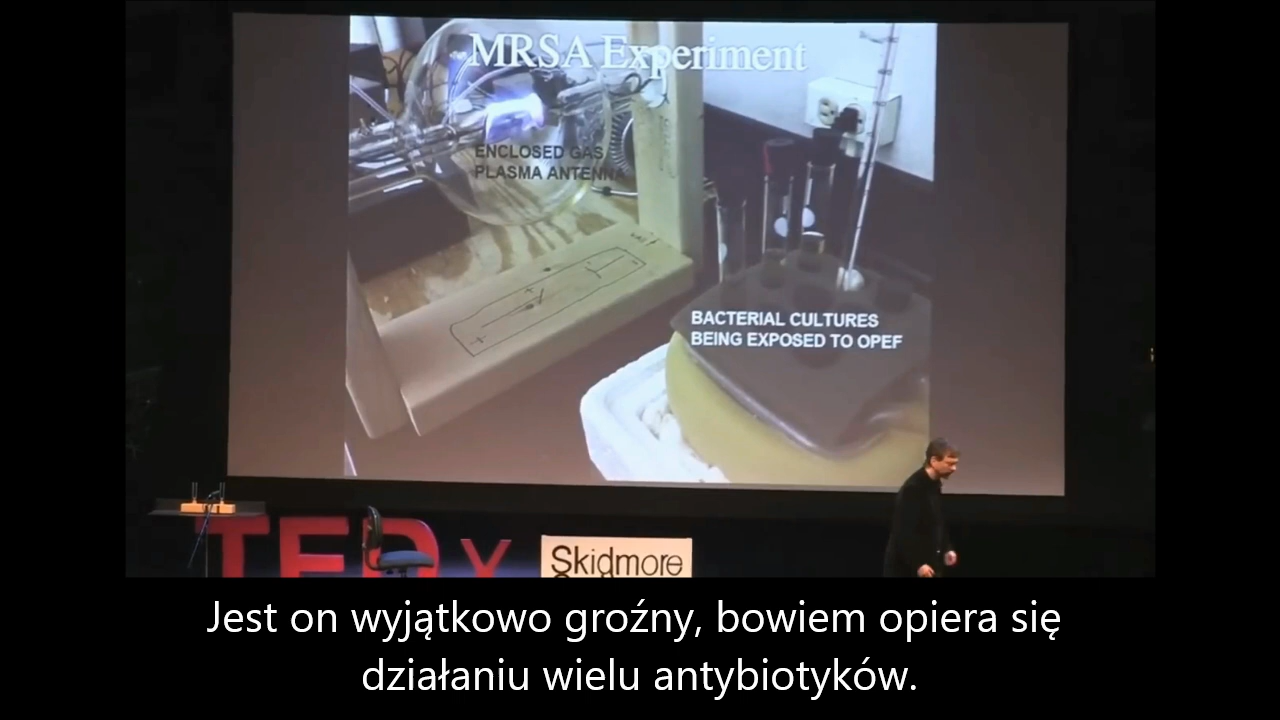 MRSA Experiment
ENCLOSED GAS
PLASMA ANTENNA
BACTERIAL CULTURES
BEING EXPOSED TO OPEF
TEDx
Skidmore
Jest on wyjątkowo groźny, bowiem opiera się
działaniu wielu antybiotyków.